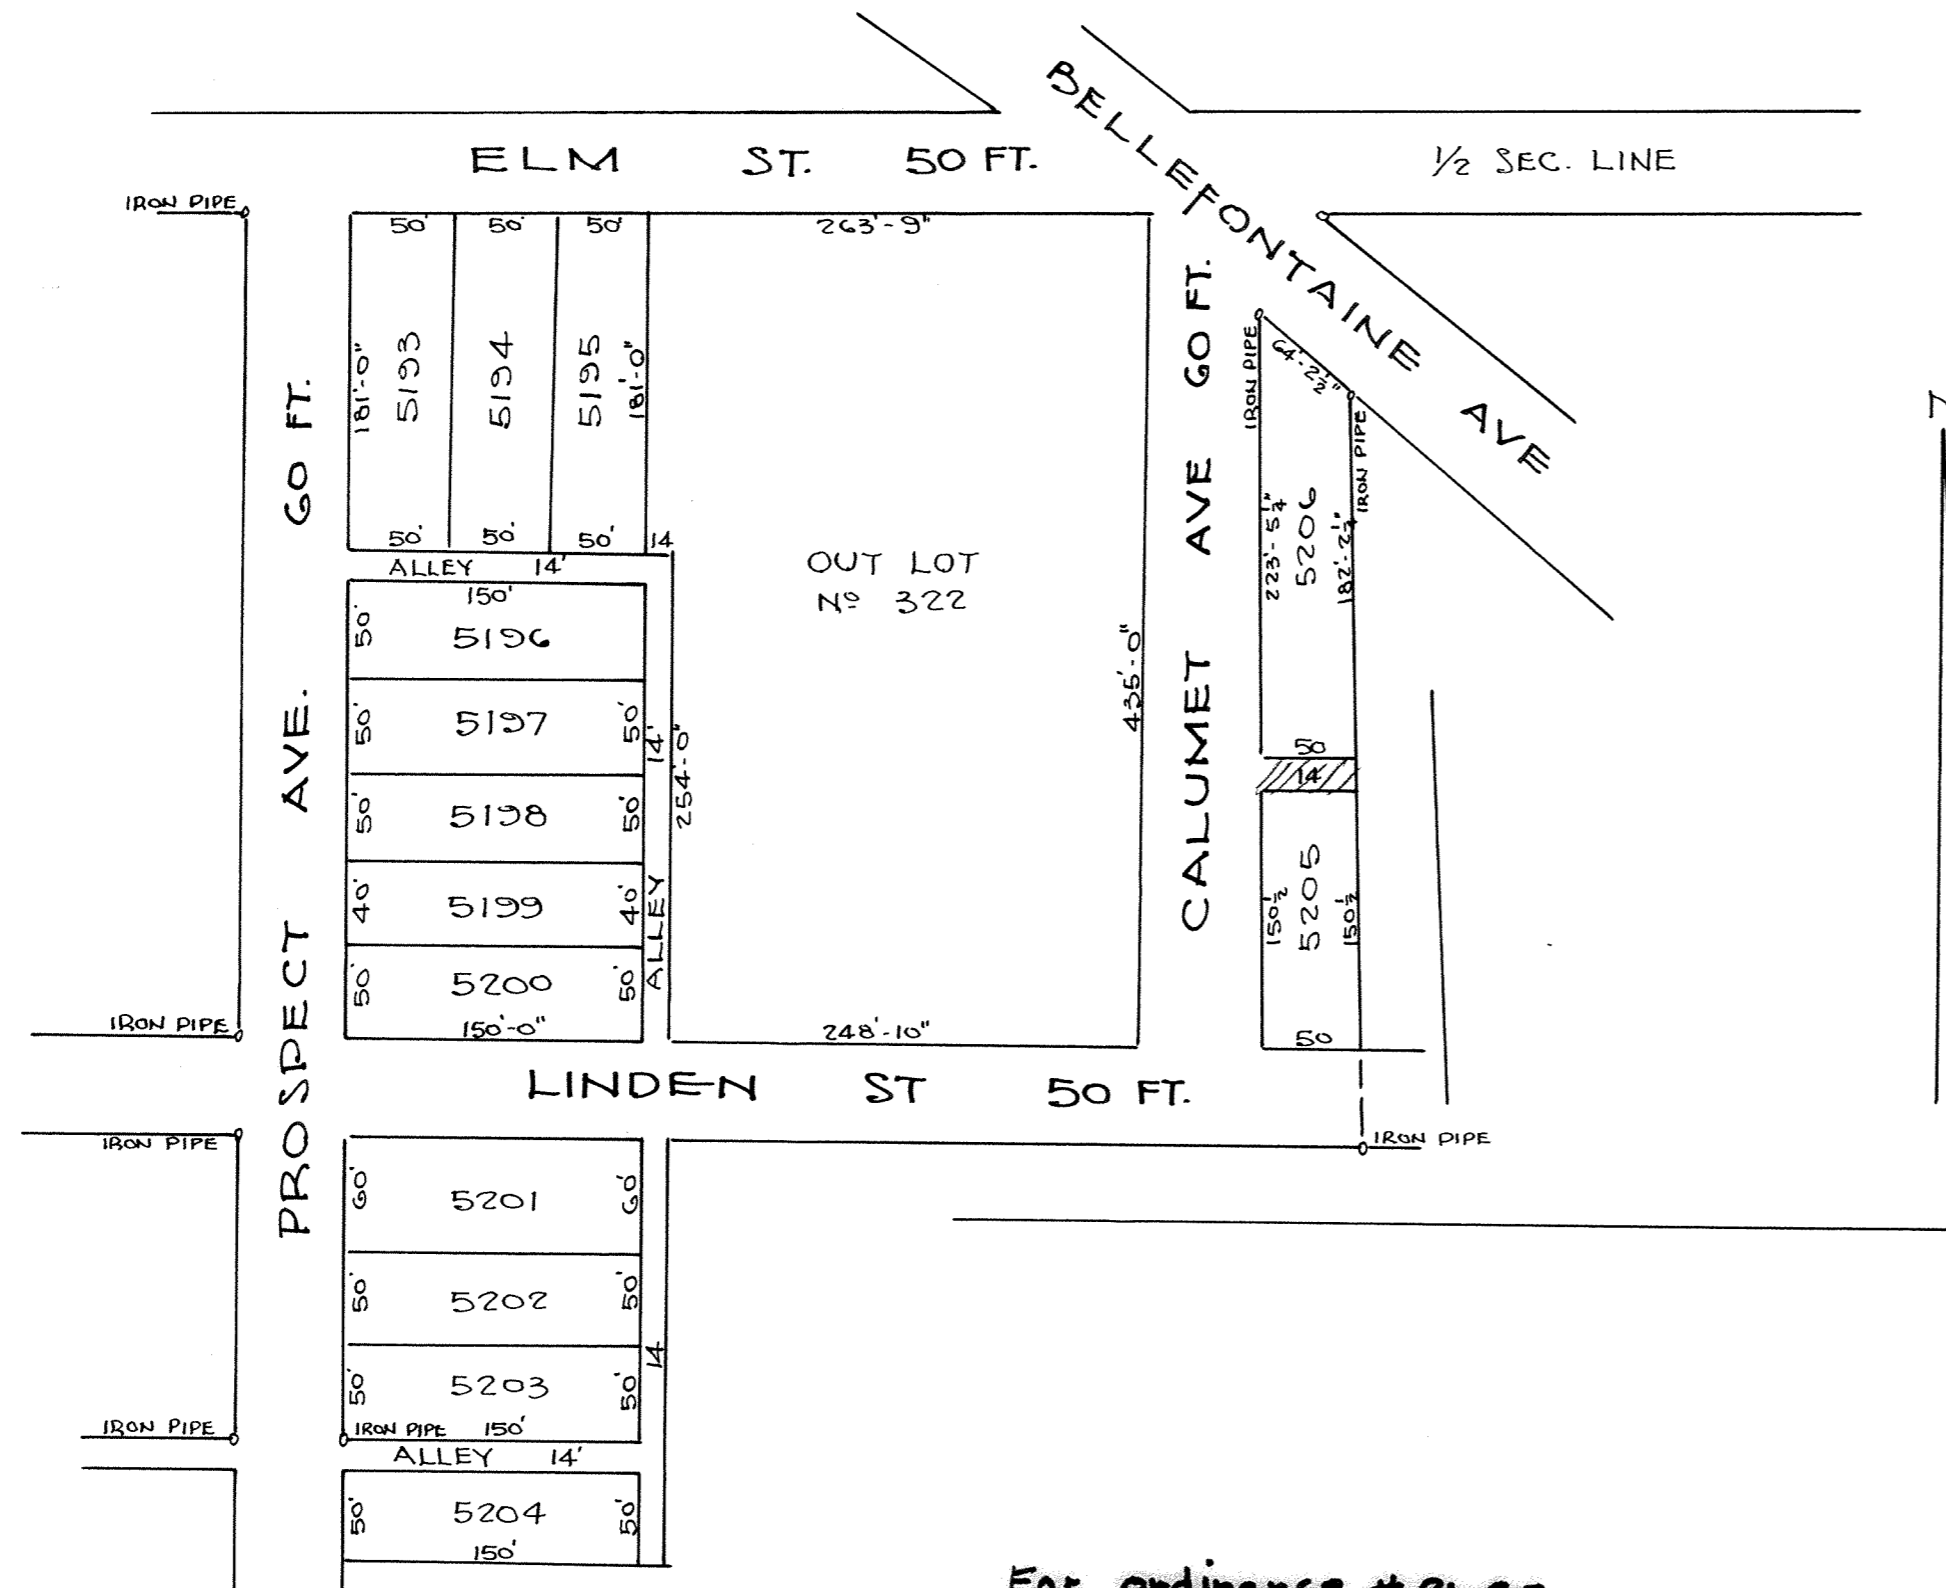 BELLEFONTAINE AVE
ELM ST. 50 FT.
1/2 SEC. LINE
IRON PIPE
50' 50' 50'
263'-9"
181'-0"
5193
5194
5195
181'-0"
50' 50. 50' 14
ALLEY 14'
150'
50'
5196
50'
5197
50'
50'
5198
50'
40'
5199
40'
50'
5200
50'
150'-0"
14'
ALLEY
254'-0"
OUT LOT
Nº 322
435'-0"
248'-10"
PROSPECT AVE. 60 FT.
CALUMET AVE 60 FT.
IRON PIPE
64'-2½"
IRON PIPE
223'-5¼"
5206
50
14
150½
5205
150½
50
IRON PIPE
LINDEN ST 50 FT.
IRON PIPE
IRON PIPE
60'
5201
60'
50'
5202
50'
50'
5203
50'
14
IRON PIPE
IRON PIPE 150'
ALLEY 14'
50'
5204
50'
150'
For ordinance #